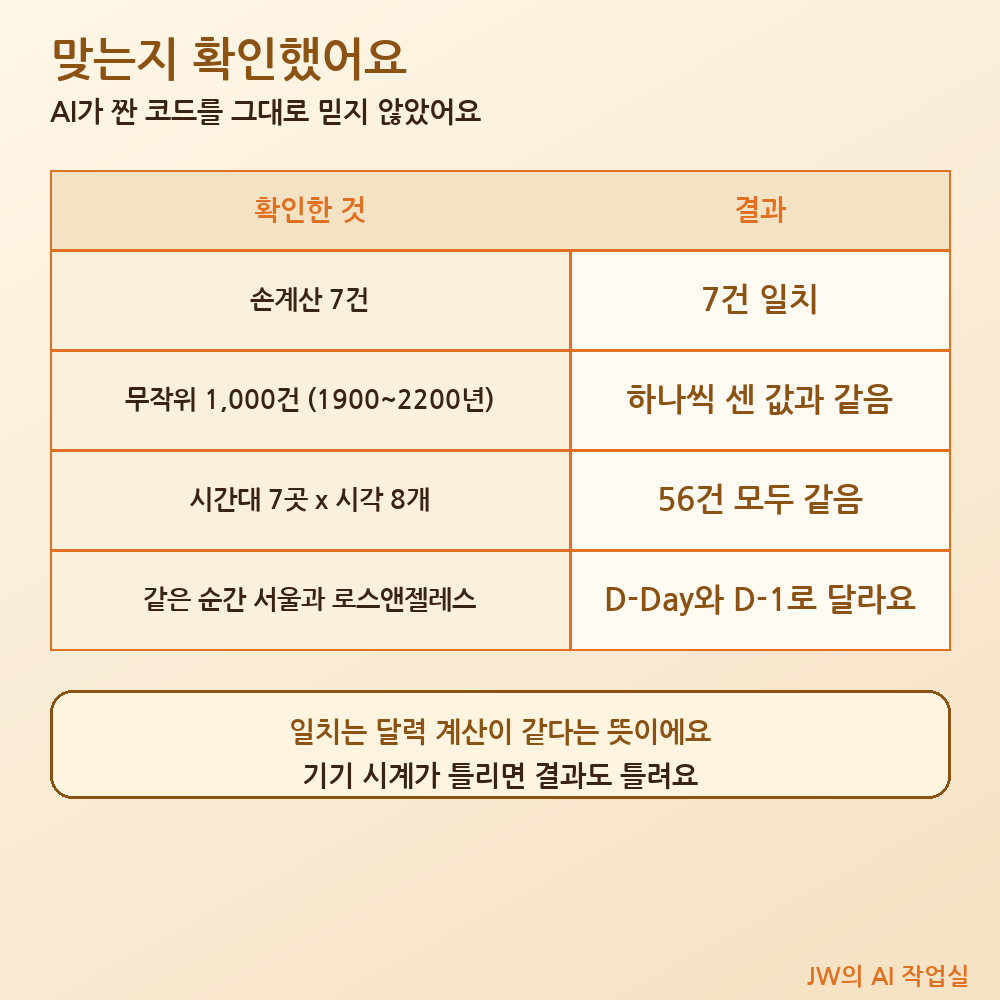 맞는지 확인했어요
AI가 짠 코드를 그대로 믿지 않았어요
확인한 것 결과
손계산 7건 7건 일치
무작위 1,000건 (1900~2200년) 하나씩 센 값과 같음
시간대 7곳 x 시각 8개 56건 모두 같음
같은 순간 서울과 로스앤젤레스 D-Day와 D-1로 달라요
일치는 달력 계산이 같다는 뜻이에요
기기 시계가 틀리면 결과도 틀려요
JW의 AI 작업실